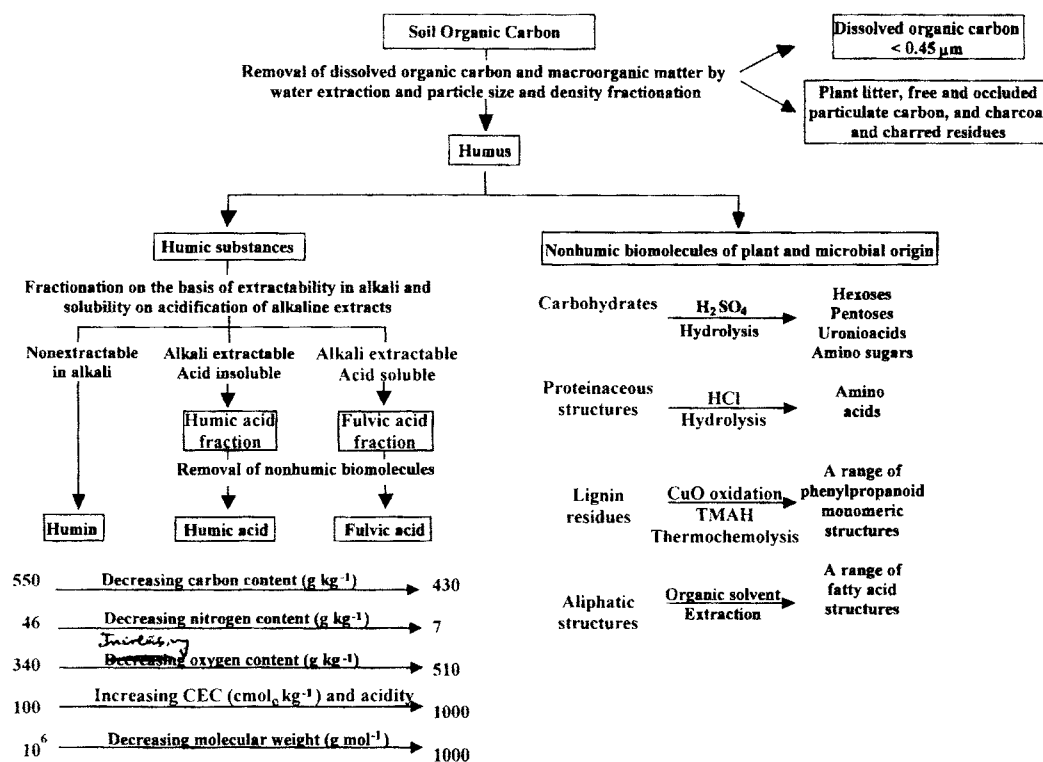 Soil Organic Carbon
Dissolved organic carbon
< 0.45 μm
Removal of dissolved organic carbon and macroorganic matter by
water extraction and particle size and density fractionation
Plant litter, free and occluded
particulate carbon, and charcoa
and charred residues
Humus
Humic substances
Nonhumic biomolecules of plant and microbial origin
Fractionation on the basis of extractability in alkali and
solubility on acidification of alkaline extracts
Nonextractable
in alkali
Alkali extractable
Acid insoluble
Alkali extractable
Acid soluble
Humic acid
fraction
Fulvic acid
fraction
Removal of nonhumic biomolecules
Humin
Humic acid
Fulvic acid
550 Decreasing carbon content (g kg⁻¹) 430
46 Decreasing nitrogen content (g kg⁻¹) 7
Increasing
340 Decreasing oxygen content (g kg⁻¹) 510
100 Increasing CEC (cmolc kg⁻¹) and acidity 1000
10⁶ Decreasing molecular weight (g mol⁻¹) 1000
Carbohydrates
H₂SO₄
Hydrolysis
Hexoses
Pentoses
Uronioacids
Amino sugars
Proteinaceous
structures
HCl
Hydrolysis
Amino
acids
Lignin
residues
CuO oxidation
TMAH
Thermochemolysis
A range of
phenylpropanoid
monomeric
structures
Aliphatic
structures
Organic solvent
Extraction
A range of
fatty acid
structures